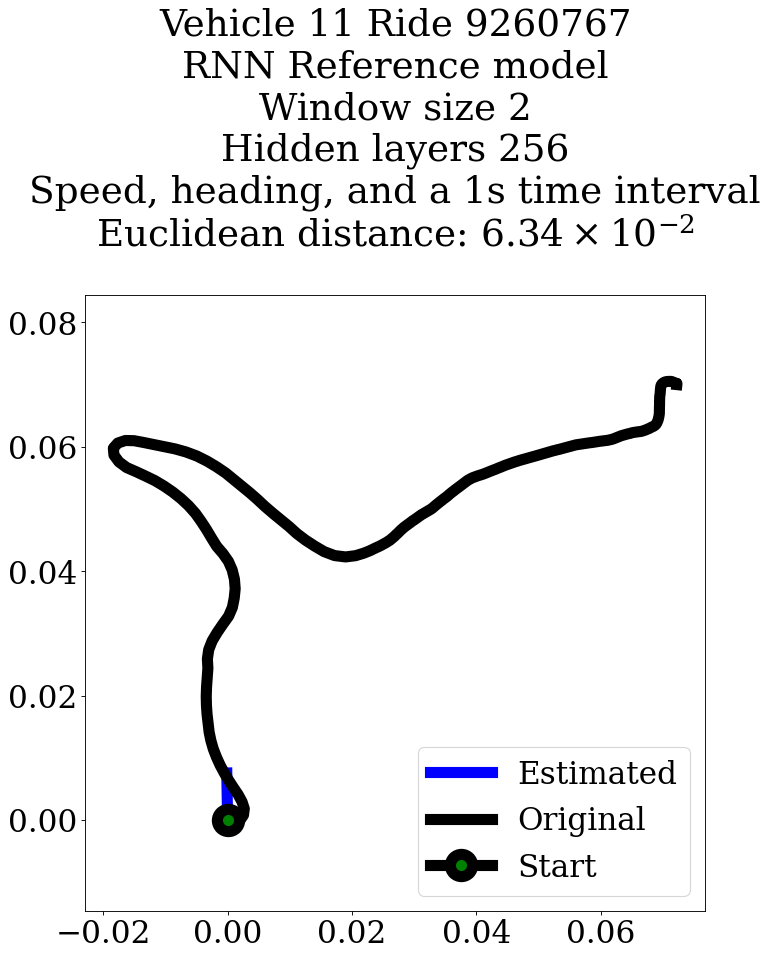 Vehicle 11 Ride 9260767
RNN Reference model
Window size 2
Hidden layers 256
Speed, heading, and a 1s time interval
Euclidean distance: 6.34 × 10⁻²
0.08
0.06
0.04
0.02
0.00
Estimated
Original
Start
−0.02 0.00 0.02 0.04 0.06